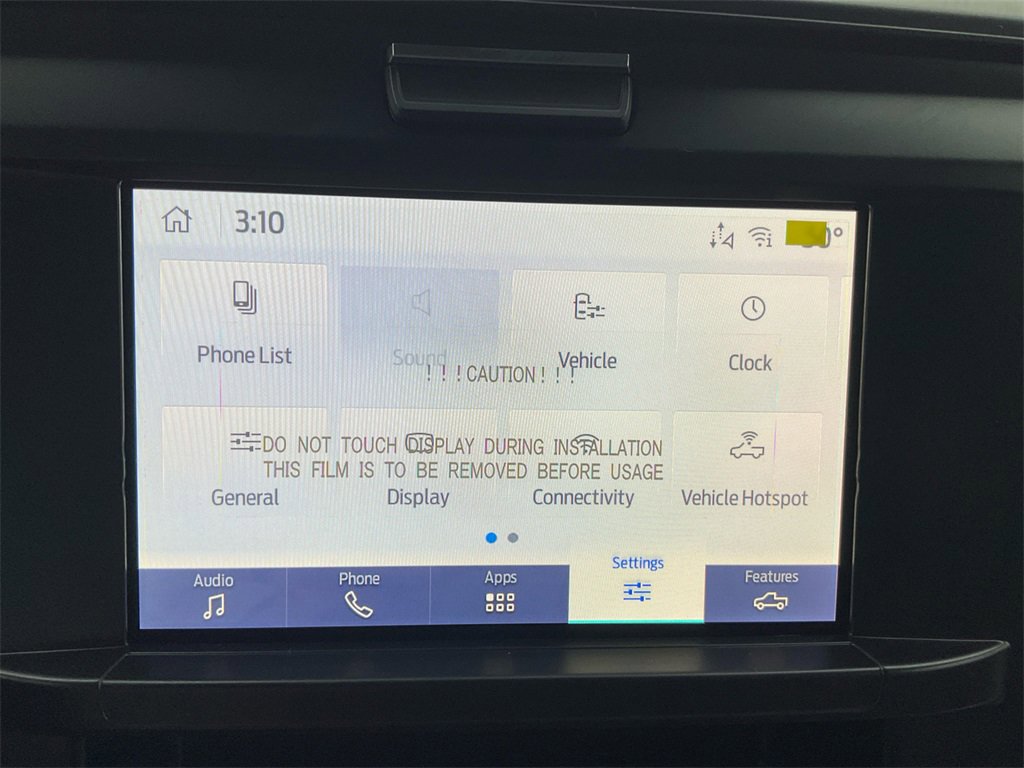 3:10
Phone List
Sound
Vehicle
Clock
! ! ! CAUTION ! ! !
DO NOT TOUCH DISPLAY DURING INSTALLATION
THIS FILM IS TO BE REMOVED BEFORE USAGE
General
Display
Connectivity
Vehicle Hotspot
Audio
Phone
Apps
Settings
Features